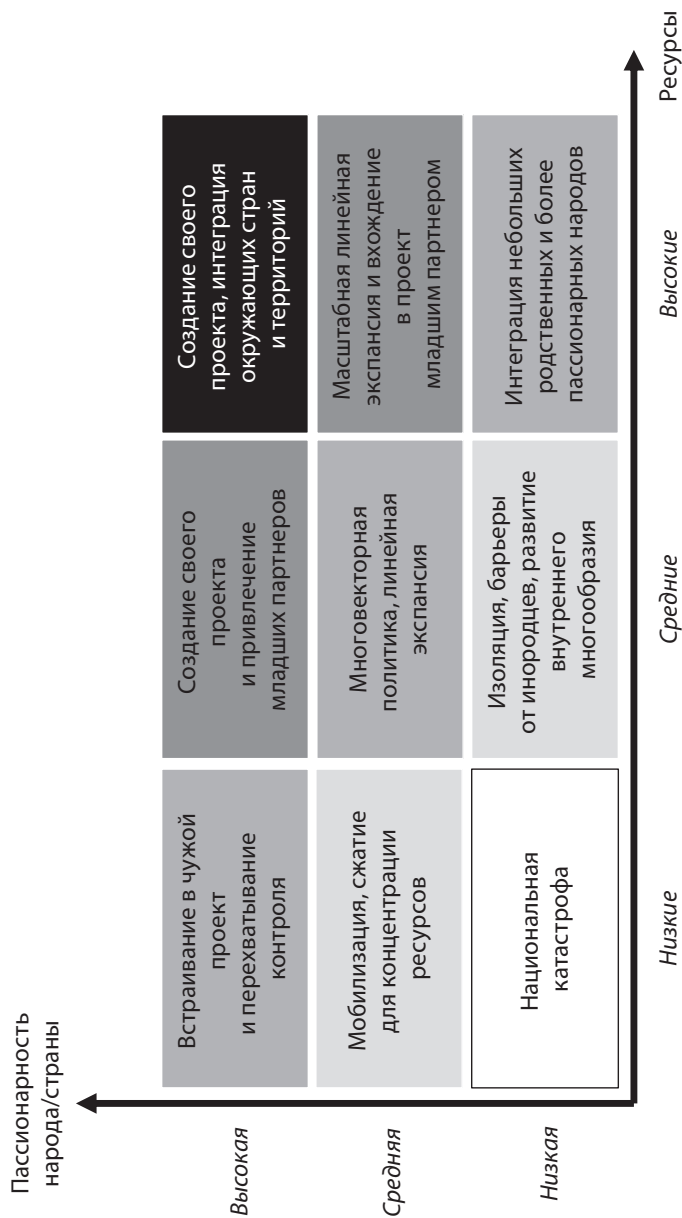 Пассионарность
народа/страны
Высокая
Встраивание в чужой
проект
и перехватывание
контроля
Создание своего
проекта
и привлечение
младших партнеров
Создание своего
проекта, интеграция
окружающих стран
и территорий
Средняя
Мобилизация, сжатие
для концентрации
ресурсов
Многовекторная
политика, линейная
экспансия
Масштабная линейная
экспансия и вхождение
в проект
младшим партнером
Низкая
Национальная
катастрофа
Изоляция, барьеры
от инородцев, развитие
внутреннего
многообразия
Интеграция небольших
родственных и более
пассионарных народов
Низкие
Средние
Высокие
Ресурсы